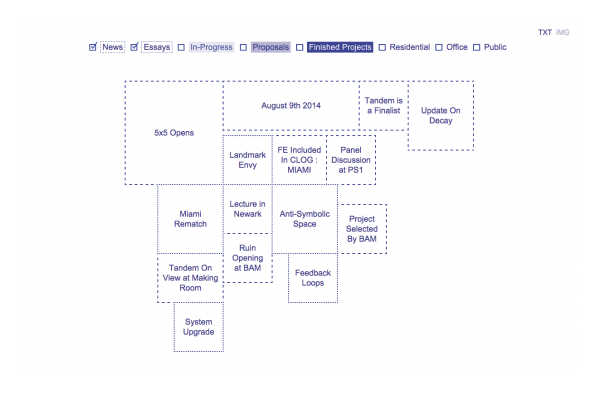 TXT IMG
News Essays In-Progress Proposals Finished Projects Residential Office Public
5x5 Opens
August 9th 2014
Tandem is
a Finalist
Update On
Decay
Landmark
Envy
FE Included
In CLOG :
MIAMI
Panel
Discussion
at PS1
Miami
Rematch
Lecture in
Newark
Anti-Symbolic
Space
Project
Selected
By BAM
Ruin
Opening
at BAM
Tandem On
View at Making
Room
Feedback
Loops
System
Upgrade